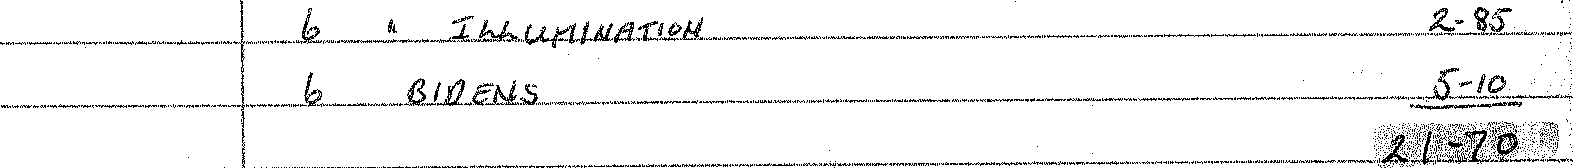 6 " ILLUMINATION 2-85
6 BIDENS 5-10
21-70